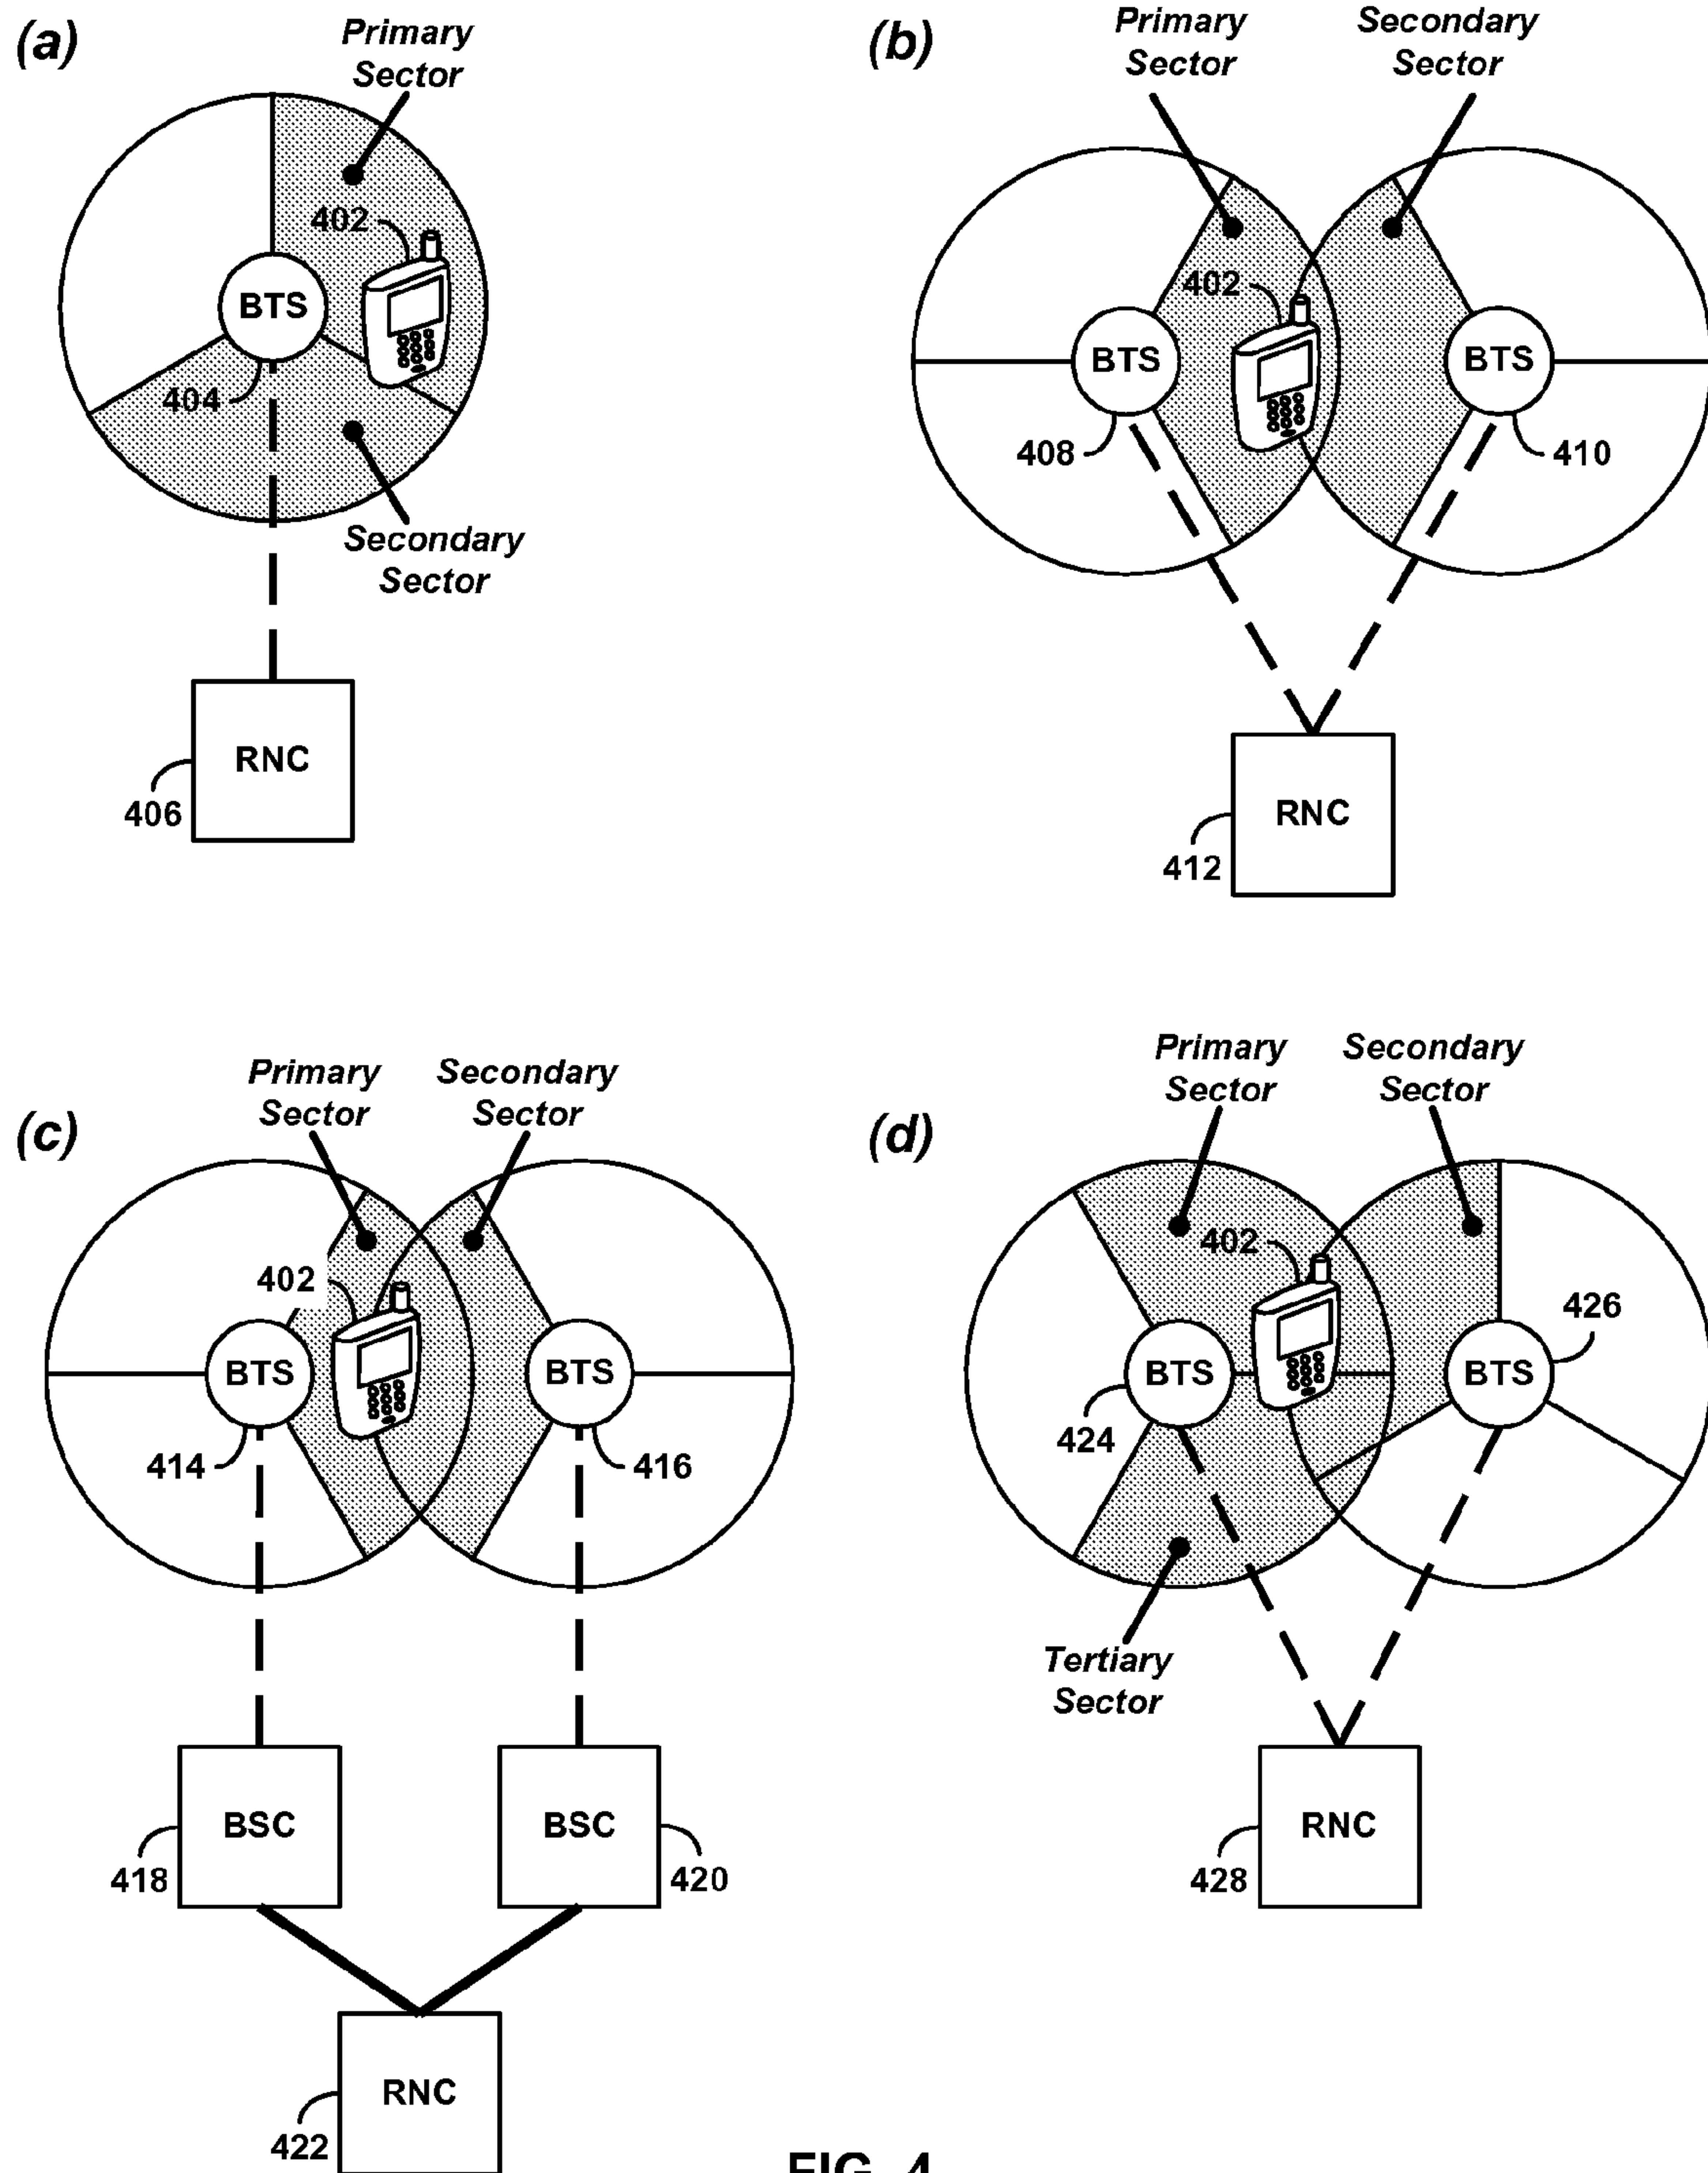 (a)
Primary
Sector
402
BTS
404
Secondary
Sector
RNC
406
(b)
Primary
Sector
Secondary
Sector
402
BTS
BTS
408
410
RNC
412
(c)
Primary
Sector
Secondary
Sector
402
BTS
BTS
414
416
BSC
BSC
418
420
RNC
422
(d)
Primary
Sector
Secondary
Sector
402
426
BTS
BTS
424
Tertiary
Sector
RNC
428
FIG. 4